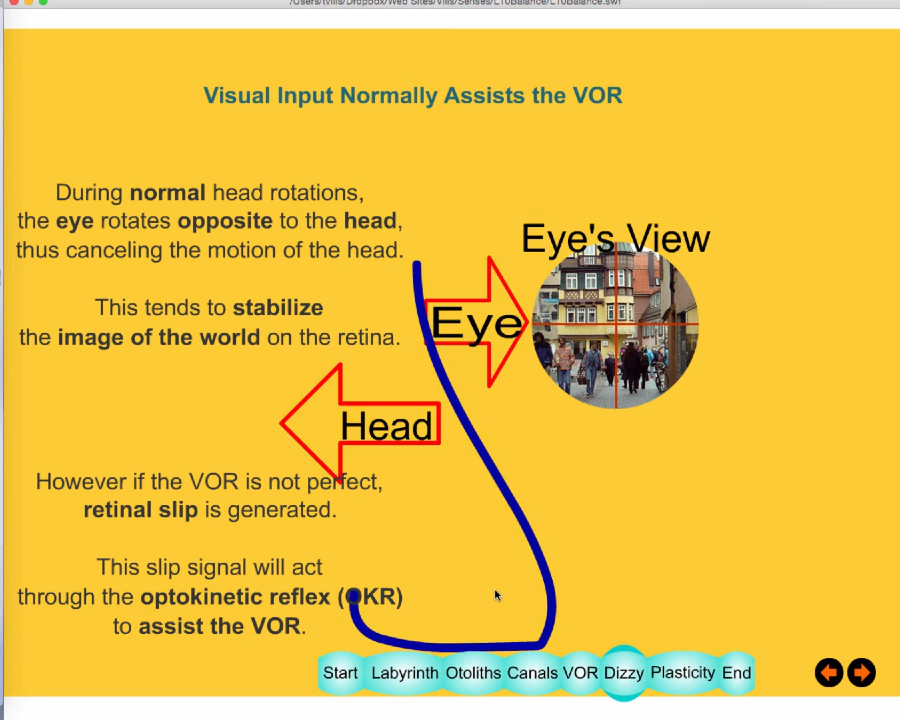 /Users/tvilis/Dropbox/Web Sites/Vilis/Senses/L10Balance/L10Balance.swf
Visual Input Normally Assists the VOR
During normal head rotations,
the eye rotates opposite to the head,
thus canceling the motion of the head.
This tends to stabilize
the image of the world on the retina.
Eye's View
Eye
Head
However if the VOR is not perfect,
retinal slip is generated.
This slip signal will act
through the optokinetic reflex (OKR)
to assist the VOR.
Start Labyrinth Otoliths Canals VOR Dizzy Plasticity End